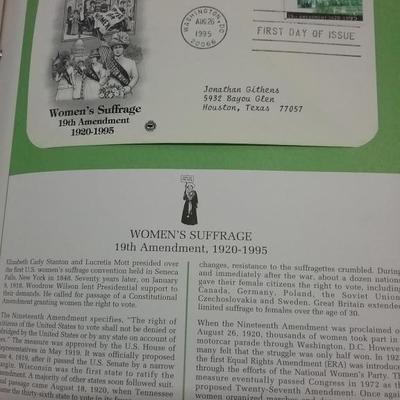 WASHINGTON, DC
AUG 26
1995
20066
19th Amendment 1920-1995
FIRST DAY OF ISSUE
Women's Suffrage
19th Amendment
1920-1995
Jonathan Githens
5932 Bayou Glen
Houston, Texas 77057
WOMEN'S SUFFRAGE
19th Amendment, 1920-1995
Elizabeth Cady Stanton and Lucretia Mott presided over
the first U.S. women's suffrage convention held in Seneca
Falls, New York in 1848. Seventy years later, on January
9, 1918, Woodrow Wilson lent Presidential support to
their demands. He called for passage of a Constitutional
Amendment granting women the right to vote.
The Nineteenth Amendment specifies, "The right of
citizens of the United States to vote shall not be denied or
abridged by the United States or by any state on account of
sex." The measure was approved by the U.S. House of
in May 1919. It was officially proposed
4, 1919, after it passed the U.S. Senate by a narrow
Wisconsin was the first state to ratify the
amendment. A majority of other states soon followed suit.
passage came August 18, 1920, when Tennessee
the thirty-sixth state to vote for its
changes, resistance to the suffragettes crumbled. During
and immediately after the war, about a dozen nations
gave their female citizens the right to vote, including
Canada, Germany, Poland, the Soviet Union,
Czechoslovakia and Sweden. Great Britain extended
limited suffrage to females over the age of 30.
When the Nineteenth Amendment was proclaimed on
August 26, 1920, thousands of women took part in a
motorcar parade through Washington, D.C. However,
many felt that the struggle was only half won. In 1923
the first Equal Rights Amendment (ERA) was introduced
through the efforts of the National Women's Party. The
measure eventually passed Congress in 1972 as the
proposed Twenty-Seventh Amendment. Once again
women organized marches and